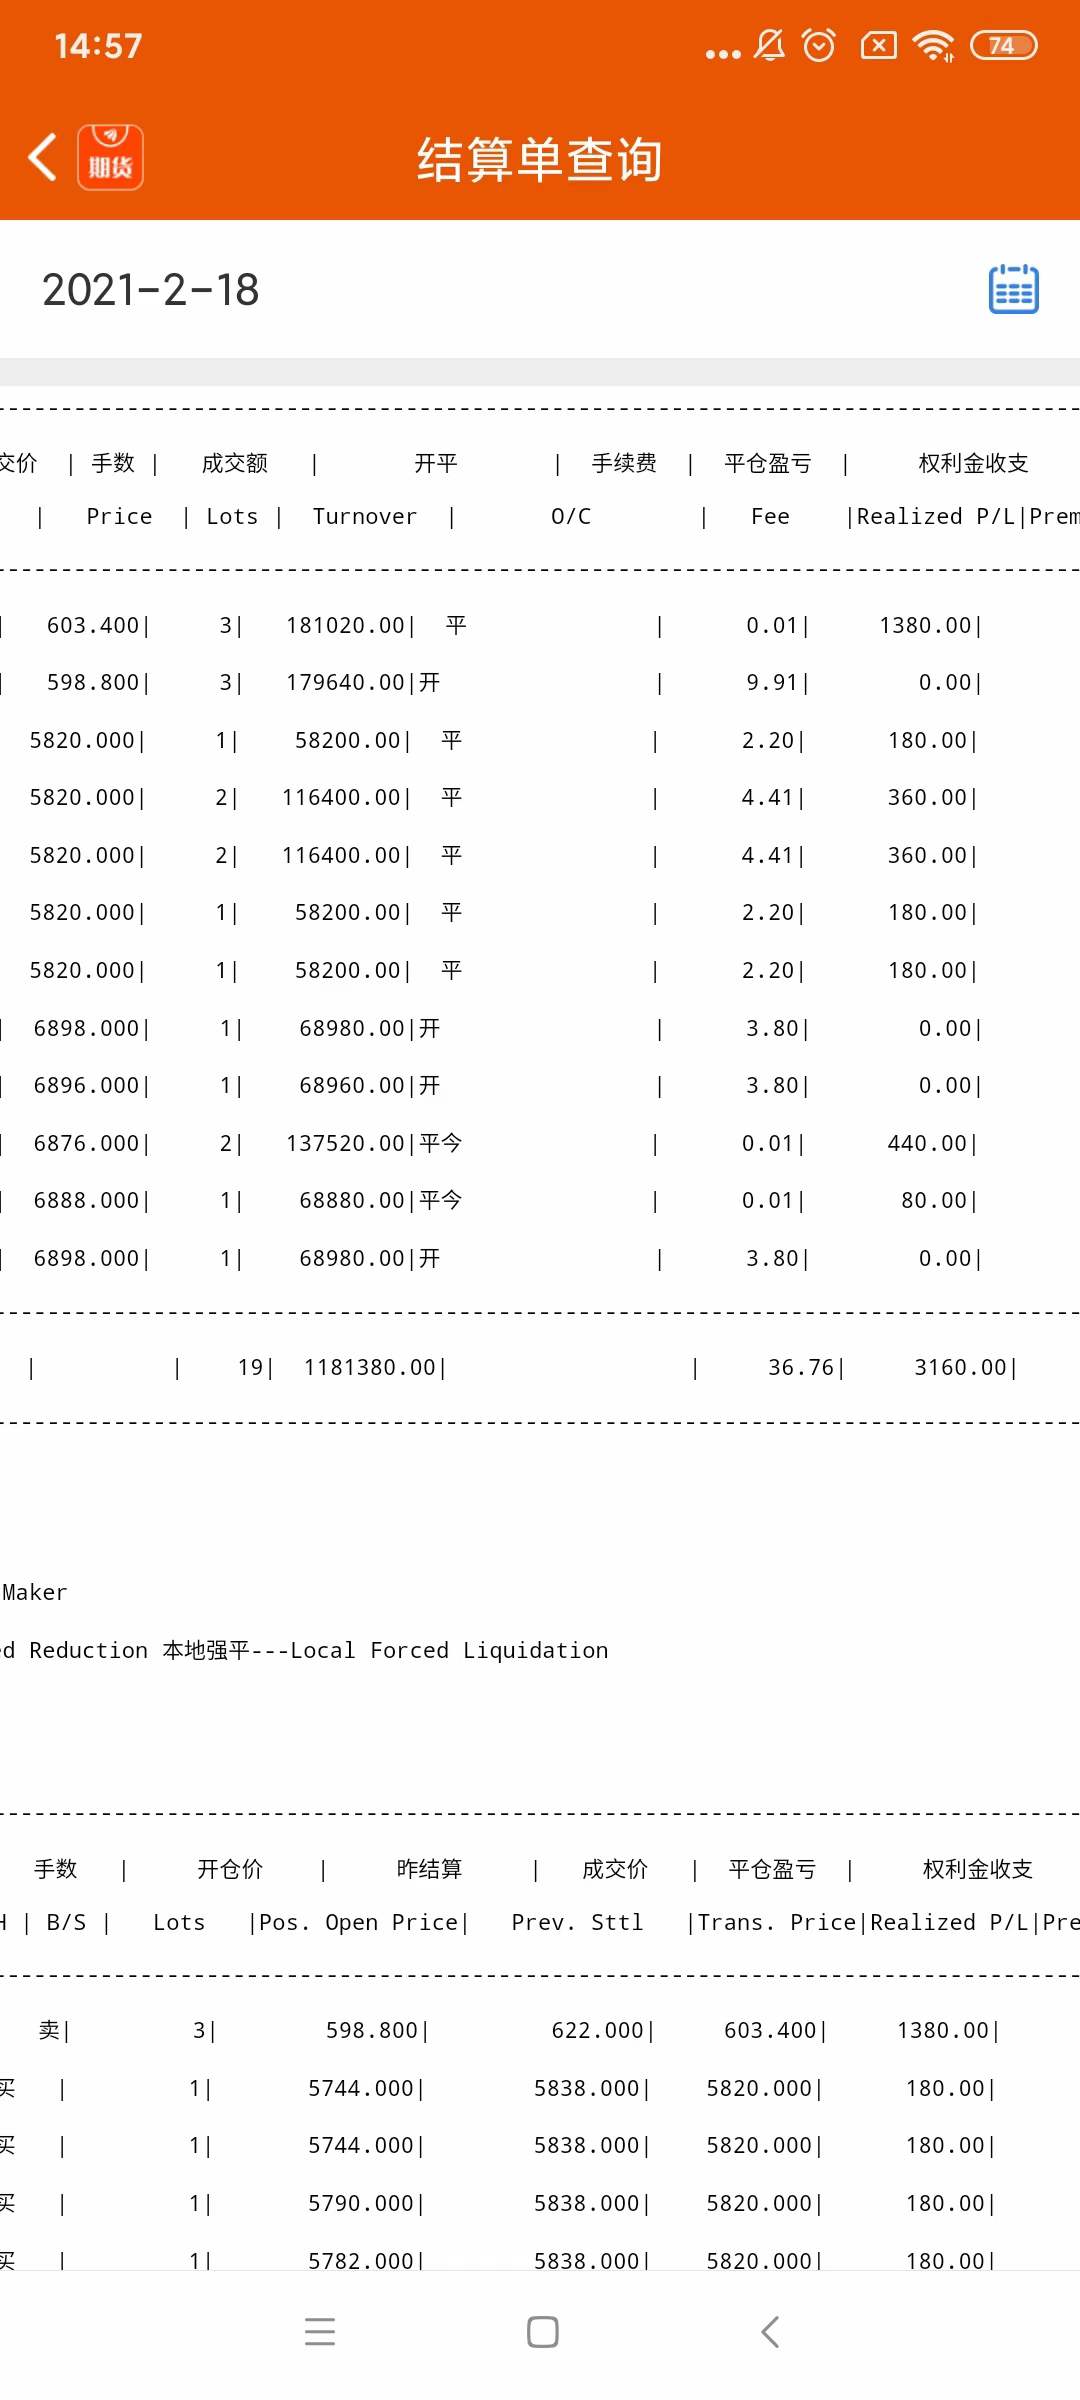 14:57
74
期货
结算单查询
2021-2-18
--------------------------------------------------------------------------------
交价 | 手数 | 成交额 | 开平 | 手续费 | 平仓盈亏 | 权利金收支
| Price | Lots | Turnover | O/C | Fee |Realized P/L|Prem
--------------------------------------------------------------------------------
| 603.400| 3| 181020.00| 平 | 0.01| 1380.00|
| 598.800| 3| 179640.00|开 | 9.91| 0.00|
5820.000| 1| 58200.00| 平 | 2.20| 180.00|
5820.000| 2| 116400.00| 平 | 4.41| 360.00|
5820.000| 2| 116400.00| 平 | 4.41| 360.00|
5820.000| 1| 58200.00| 平 | 2.20| 180.00|
5820.000| 1| 58200.00| 平 | 2.20| 180.00|
| 6898.000| 1| 68980.00|开 | 3.80| 0.00|
| 6896.000| 1| 68960.00|开 | 3.80| 0.00|
| 6876.000| 2| 137520.00|平今 | 0.01| 440.00|
| 6888.000| 1| 68880.00|平今 | 0.01| 80.00|
| 6898.000| 1| 68980.00|开 | 3.80| 0.00|
--------------------------------------------------------------------------------
| | 19| 1181380.00| | 36.76| 3160.00|
--------------------------------------------------------------------------------
Maker
ed Reduction 本地强平---Local Forced Liquidation
--------------------------------------------------------------------------------
手数 | 开仓价 | 昨结算 | 成交价 | 平仓盈亏 | 权利金收支
H | B/S | Lots |Pos. Open Price| Prev. Sttl |Trans. Price|Realized P/L|Pre
--------------------------------------------------------------------------------
卖| 3| 598.800| 622.000| 603.400| 1380.00|
买 | 1| 5744.000| 5838.000| 5820.000| 180.00|
买 | 1| 5744.000| 5838.000| 5820.000| 180.00|
买 | 1| 5790.000| 5838.000| 5820.000| 180.00|
买 | 1| 5782.000| 5838.000| 5820.000| 180.00|